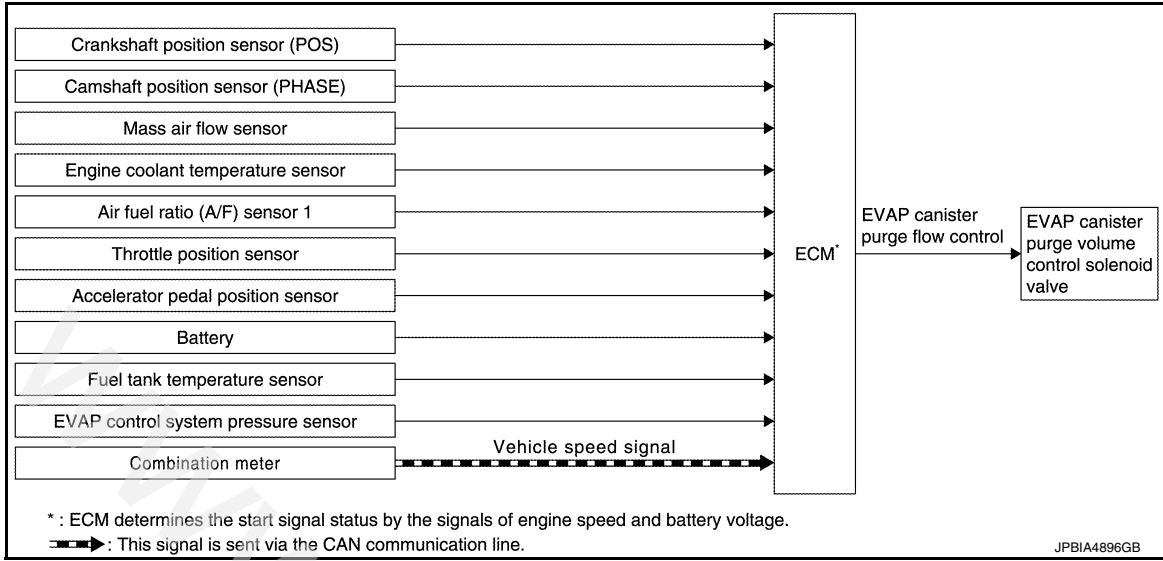 Crankshaft position sensor (POS)
Camshaft position sensor (PHASE)
Mass air flow sensor
Engine coolant temperature sensor
Air fuel ratio (A/F) sensor 1
Throttle position sensor
Accelerator pedal position sensor
Battery
Fuel tank temperature sensor
EVAP control system pressure sensor
Combination meter
Vehicle speed signal
ECM*
EVAP canister
purge flow control
EVAP canister
purge volume
control solenoid
valve
* : ECM determines the start signal status by the signals of engine speed and battery voltage.
: This signal is sent via the CAN communication line.
JPBIA4896GB